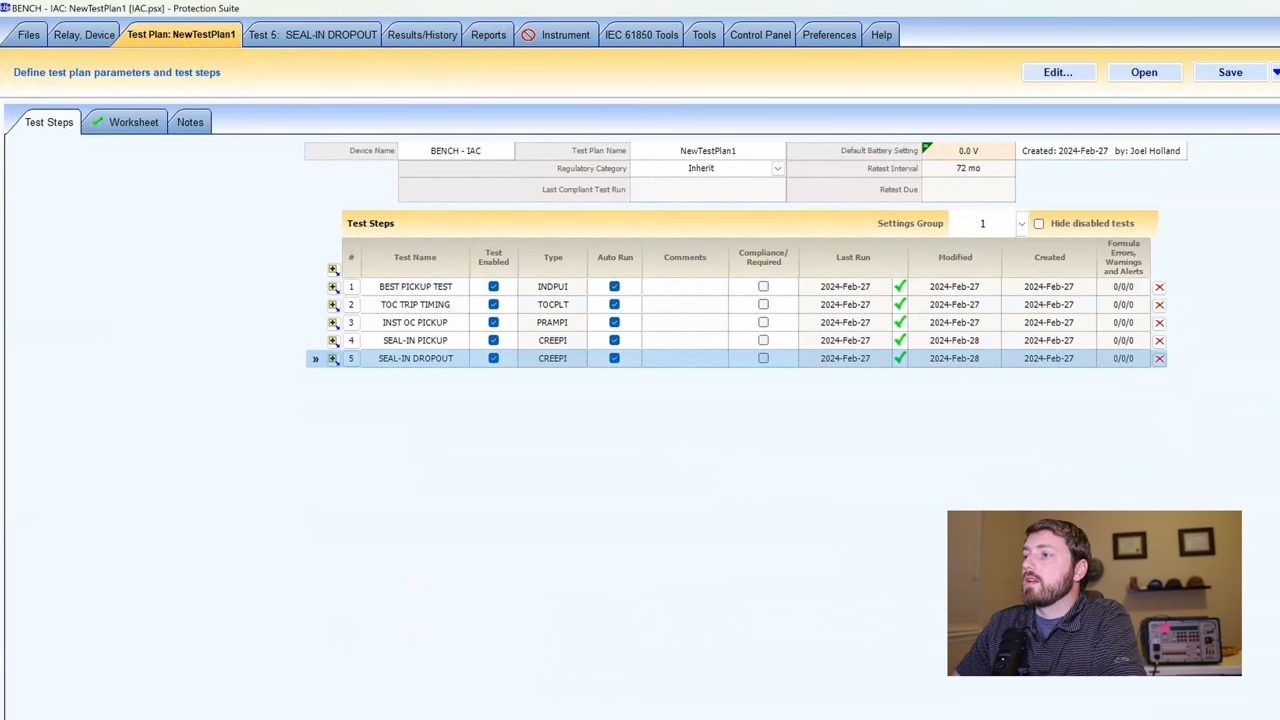 BENCH - IAC: NewTestPlan1 [IAC.psx] - Protection Suite
Files Relay, Device Test Plan: NewTestPlan1 Test 5: SEAL-IN DROPOUT Results/History Reports Instrument IEC 61850 Tools Tools Control Panel Preferences Help
Define test plan parameters and test steps Edit... Open Save
Test Steps Worksheet Notes
Device Name BENCH - IAC Test Plan Name NewTestPlan1 Default Battery Setting 0.0 V Created: 2024-Feb-27 by: Joel Holland
Regulatory Category Inherit Retest Interval 72 mo
Last Compliant Test Run Retest Due
Test Steps Settings Group 1 Hide disabled tests
# Test Name Test Enabled Type Auto Run Comments Compliance/ Required Last Run Modified Created Formula Errors, Warnings and Alerts
1 BEST PICKUP TEST INDPUI 2024-Feb-27 2024-Feb-27 2024-Feb-27 0/0/0
2 TOC TRIP TIMING TOCPLT 2024-Feb-27 2024-Feb-27 2024-Feb-27 0/0/0
3 INST OC PICKUP PRAMPI 2024-Feb-27 2024-Feb-27 2024-Feb-27 0/0/0
4 SEAL-IN PICKUP CREEPI 2024-Feb-27 2024-Feb-28 2024-Feb-27 0/0/0
» 5 SEAL-IN DROPOUT CREEPI 2024-Feb-27 2024-Feb-28 2024-Feb-27 0/0/0